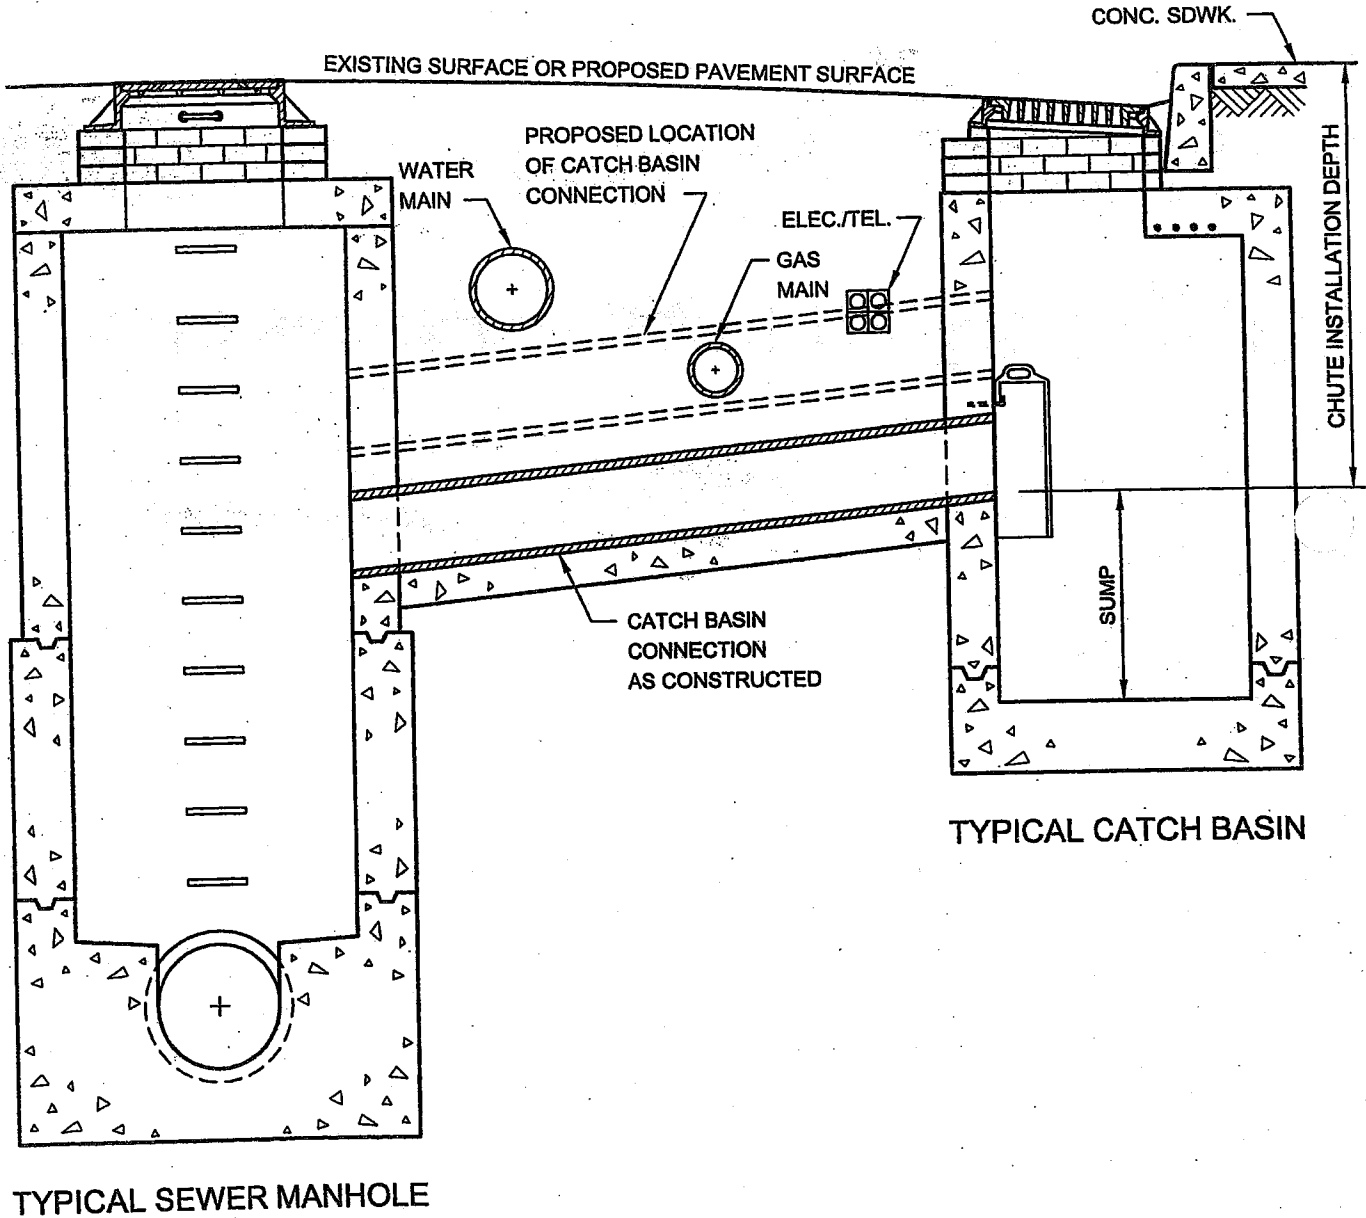 CONC. SDWK.
EXISTING SURFACE OR PROPOSED PAVEMENT SURFACE
PROPOSED LOCATION
OF CATCH BASIN
CONNECTION
WATER
MAIN
ELEC./TEL.
GAS
MAIN
CHUTE INSTALLATION DEPTH
SUMP
CATCH BASIN
CONNECTION
AS CONSTRUCTED
TYPICAL CATCH BASIN
TYPICAL SEWER MANHOLE